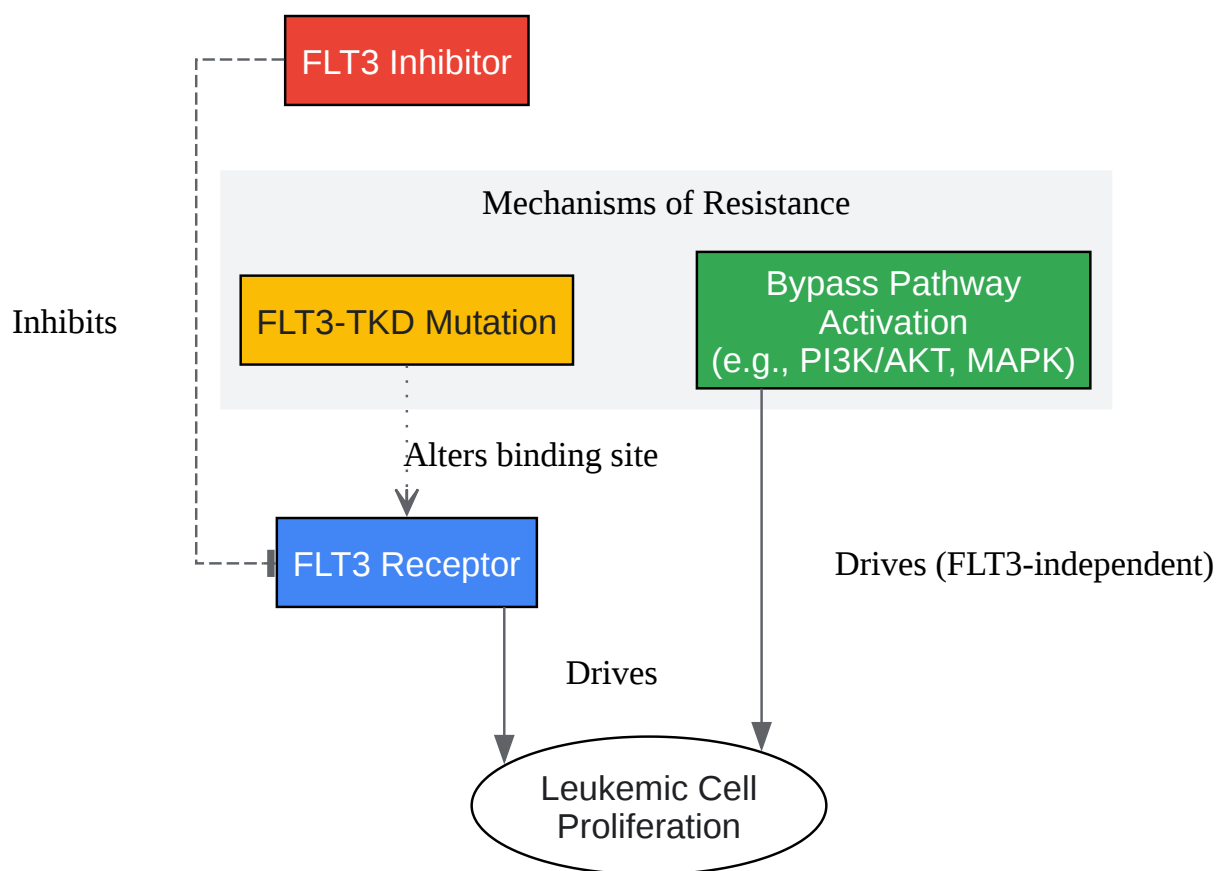 FLT3 Inhibitor
Mechanisms of Resistance
FLT3-TKD Mutation
Bypass Pathway
Activation
(e.g., PI3K/AKT, MAPK)
Inhibits
Alters binding site
FLT3 Receptor
Drives (FLT3-independent)
Drives
Leukemic Cell
Proliferation